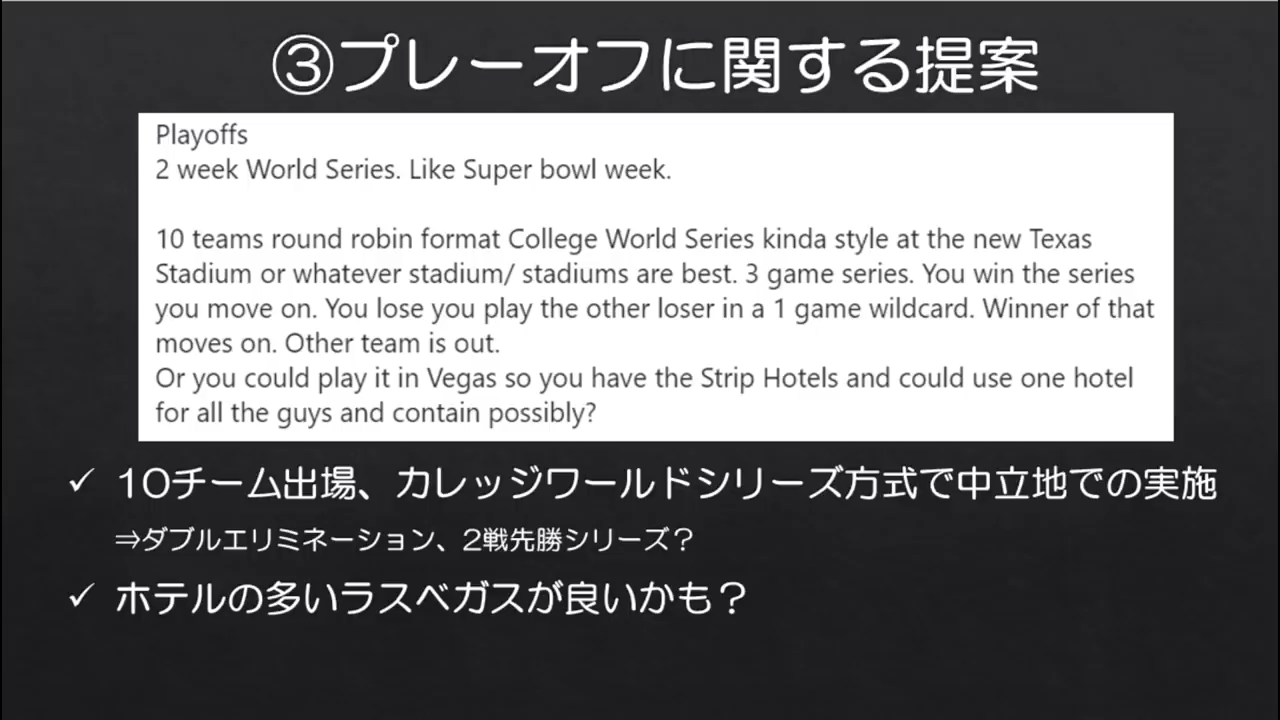 ③プレーオフに関する提案
Playoffs
2 week World Series. Like Super bowl week.
10 teams round robin format College World Series kinda style at the new Texas
Stadium or whatever stadium/ stadiums are best. 3 game series. You win the series
you move on. You lose you play the other loser in a 1 game wildcard. Winner of that
moves on. Other team is out.
Or you could play it in Vegas so you have the Strip Hotels and could use one hotel
for all the guys and contain possibly?
✓ 10チーム出場、カレッジワールドシリーズ方式で中立地での実施
⇒ダブルエリミネーション、2戦先勝シリーズ？
✓ ホテルの多いラスベガスが良いかも？